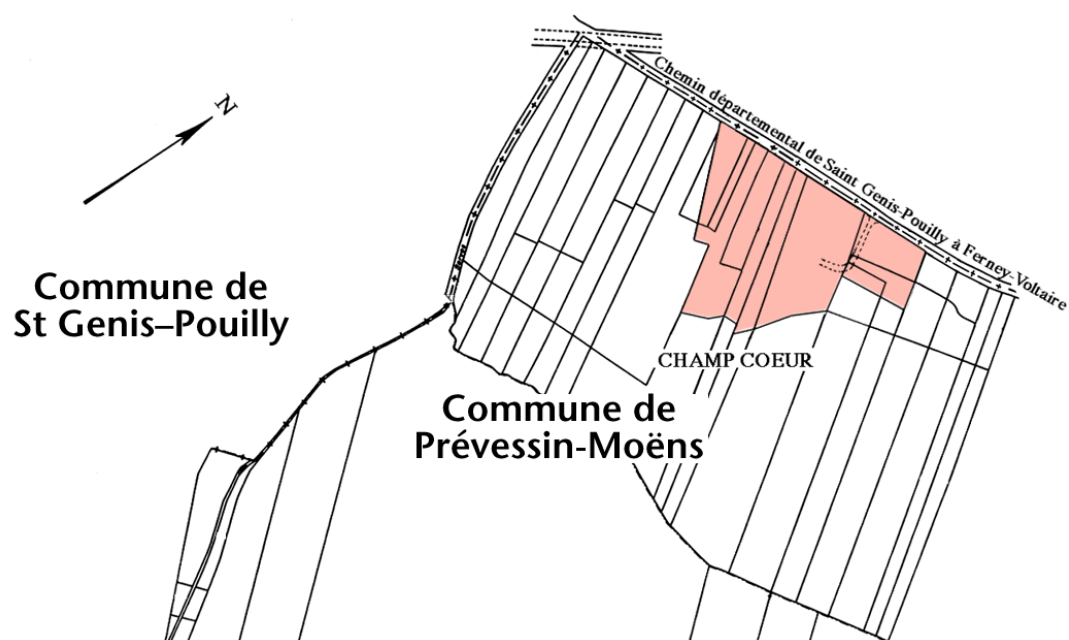 N
Chemin départemental de Saint Genis-Pouilly à Ferney-Voltaire
Commune de
St Genis–Pouilly
CHAMP COEUR
Commune de
Prévessin-Moëns